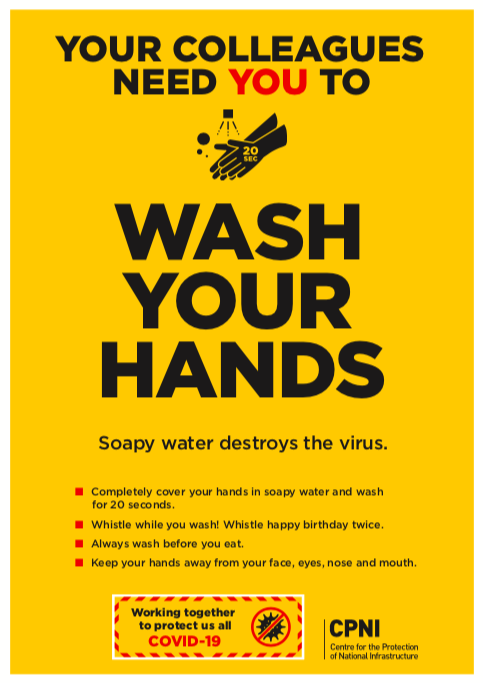 YOUR COLLEAGUES
NEED YOU TO
20
SEC
WASH
YOUR
HANDS
Soapy water destroys the virus.
Completely cover your hands in soapy water and wash
for 20 seconds.
Whistle while you wash! Whistle happy birthday twice.
Always wash before you eat.
Keep your hands away from your face, eyes, nose and mouth.
Working together
to protect us all
COVID-19
CPNI
Centre for the Protection
of National Infrastructure